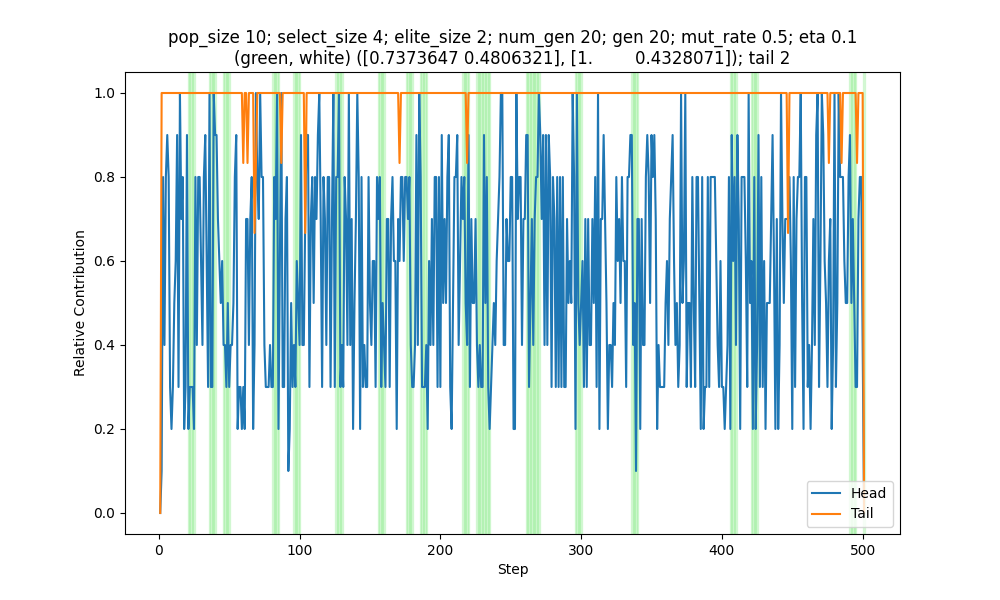 pop_size 10; select_size 4; elite_size 2; num_gen 20; gen 20; mut_rate 0.5; eta 0.1
(green, white) ([0.7373647 0.4806321], [1.        0.4328071]); tail 2
1.0
0.8
0.6
0.4
0.2
0.0
Relative Contribution
0
100
200
300
400
500
Step
Head
Tail